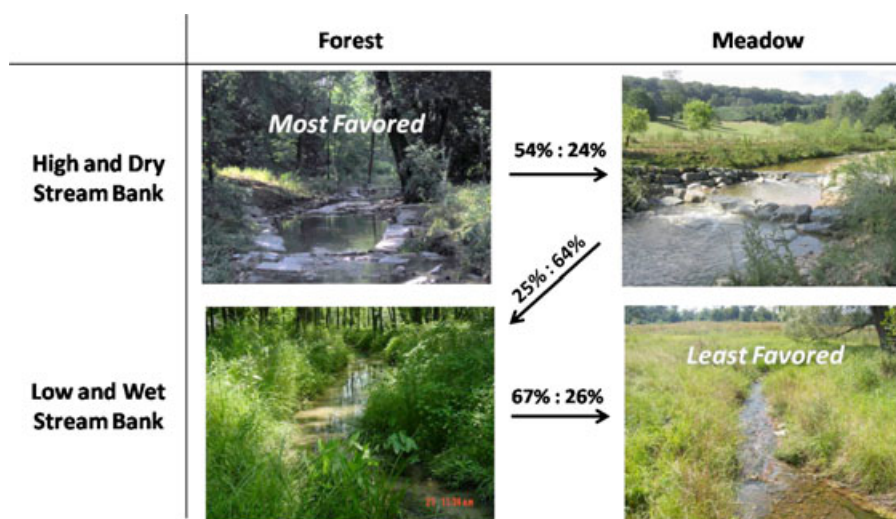 Forest
Meadow
High and Dry
Stream Bank
Most Favored
54% : 24%
25% : 64%
Low and Wet
Stream Bank
67% : 26%
Least Favored